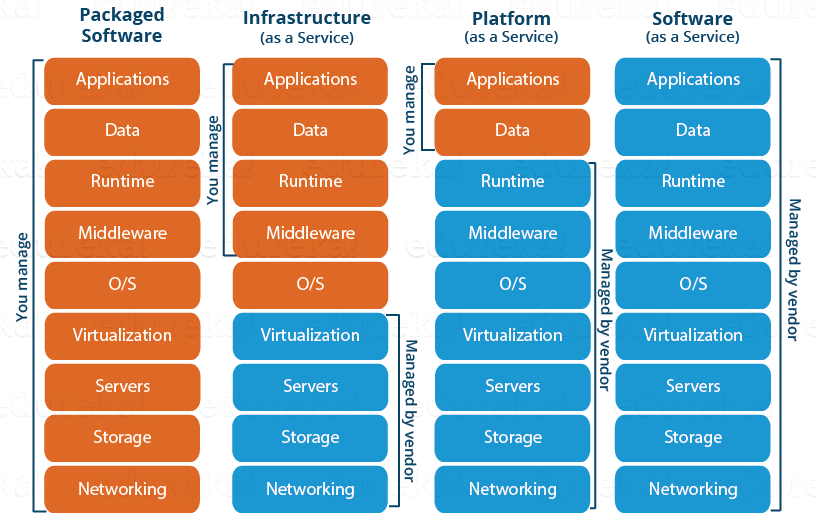 Packaged
Software
You manage
Applications
Data
Runtime
Middleware
O/S
Virtualization
Servers
Storage
Networking
Infrastructure
(as a Service)
You manage
Applications
Data
Runtime
Middleware
O/S
Virtualization
Servers
Storage
Networking
Managed by vendor
Platform
(as a Service)
You manage
Applications
Data
Runtime
Middleware
O/S
Virtualization
Servers
Storage
Networking
Managed by vendor
Software
(as a Service)
Applications
Data
Runtime
Middleware
O/S
Virtualization
Servers
Storage
Networking
Managed by vendor